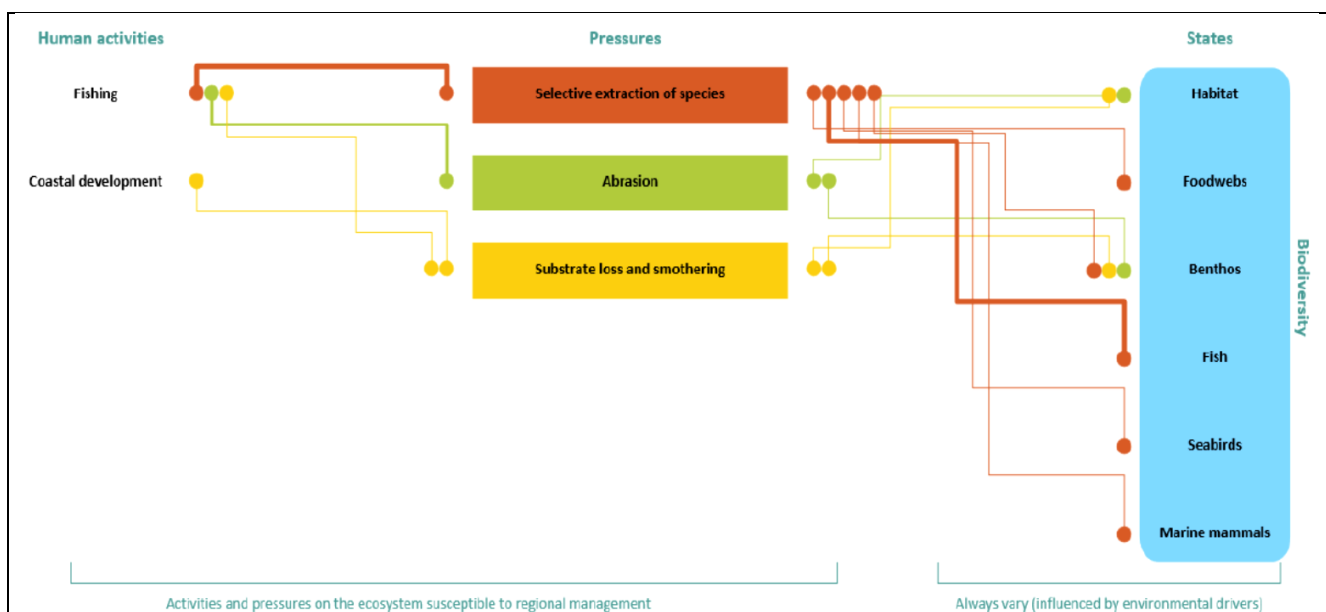 Human activities
Pressures
States
Fishing
Selective extraction of species
Habitat
Coastal development
Abrasion
Foodwebs
Substrate loss and smothering
Benthos
Biodiversity
Fish
Seabirds
Marine mammals
Activities and pressures on the ecosystem susceptible to regional management
Always vary (influenced by environmental drivers)